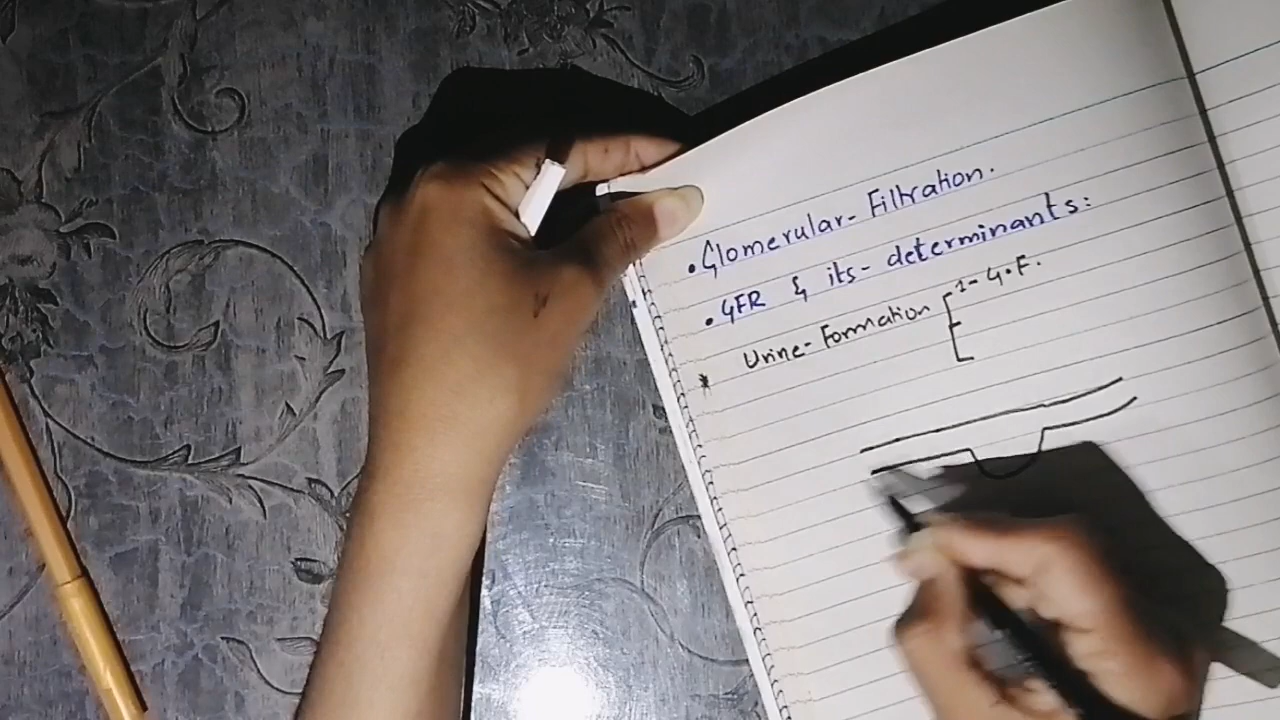 • Glomerular-Filtration.
• GFR & its- determinants:
* Urine-Formation [ 1- G.F.